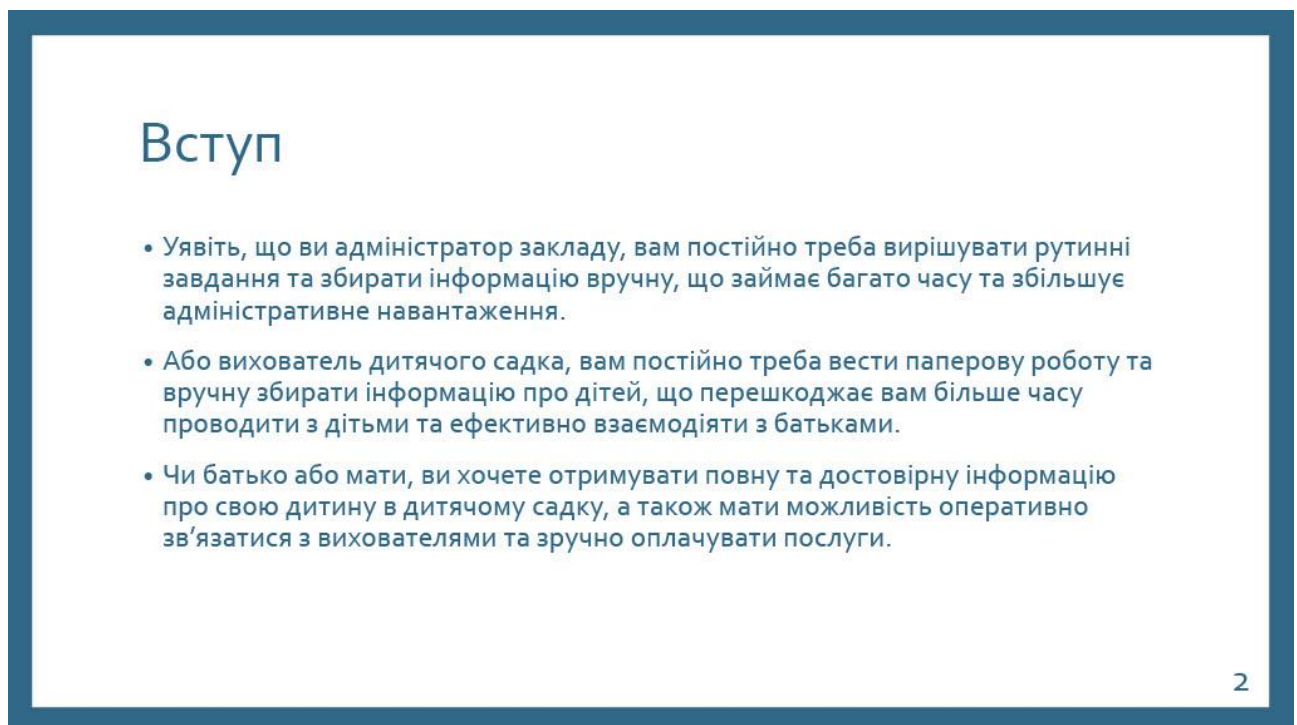 Вступ
• Уявіть, що ви адміністратор закладу, вам постійно треба вирішувати рутинні
завдання та збирати інформацію вручну, що займає багато часу та збільшує
адміністративне навантаження.
• Або вихователь дитячого садка, вам постійно треба вести паперову роботу та
вручну збирати інформацію про дітей, що перешкоджає вам більше часу
проводити з дітьми та ефективно взаємодіяти з батьками.
• Чи батько або мати, ви хочете отримувати повну та достовірну інформацію
про свою дитину в дитячому садку, а також мати можливість оперативно
зв’язатися з вихователями та зручно оплачувати послуги.
2